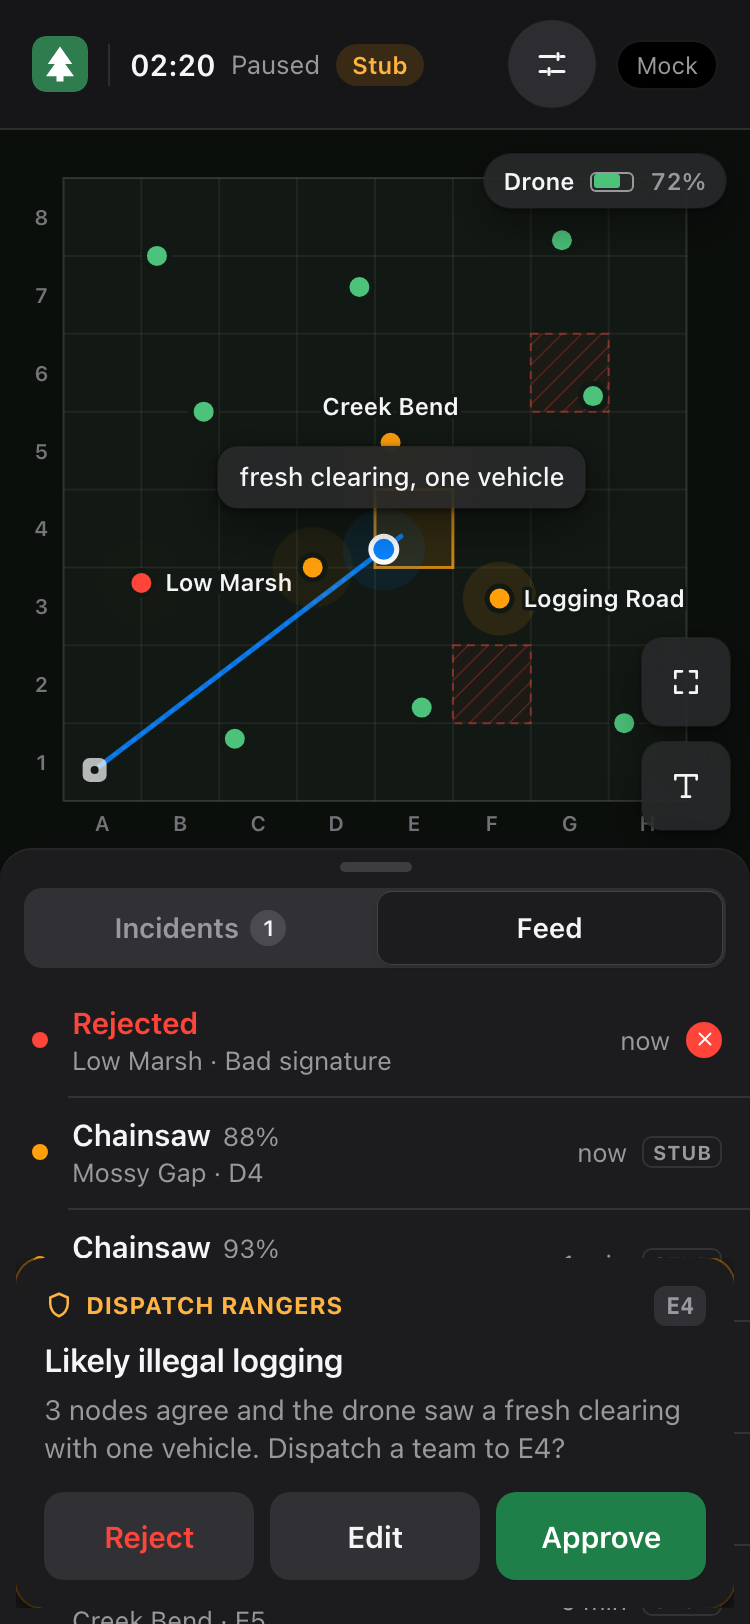 02:20 Paused Stub Mock
Drone 72%
8
7
6
Creek Bend
5
fresh clearing, one vehicle
4
Low Marsh
3
Logging Road
2
1
A B C D E F G H
Incidents 1 Feed
Rejected
Low Marsh · Bad signature
now
Chainsaw 88%
Mossy Gap · D4
now STUB
Chainsaw 93%
DISPATCH RANGERS E4
Likely illegal logging
3 nodes agree and the drone saw a fresh clearing
with one vehicle. Dispatch a team to E4?
Reject Edit Approve
Creek Bend · E5